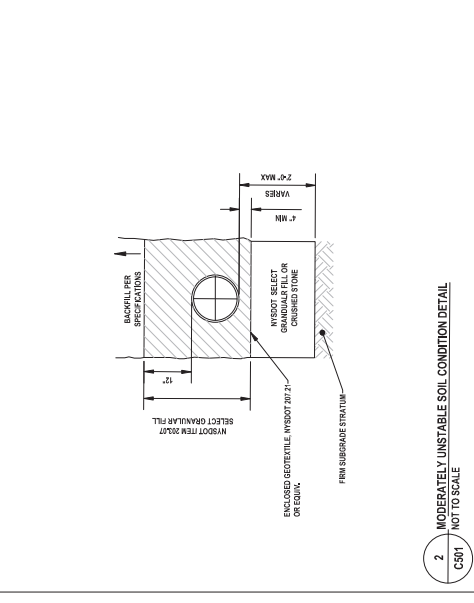 2'-0" MAX
VARIES
4" MIN
BACKFILL PER
SPECIFICATIONS
NYSDOT SELECT
GRANDUALR FILL OR
CRUSHED STONE
12"
NYSDOT ITEM 203.07
SELECT GRANULAR FILL
ENCLOSED GEOTEXTILE, NYSDOT 207.21
OR EQUIV.
FIRM SUBGRADE STRATUM
2
C501
MODERATELY UNSTABLE SOIL CONDITION DETAIL
NOT TO SCALE